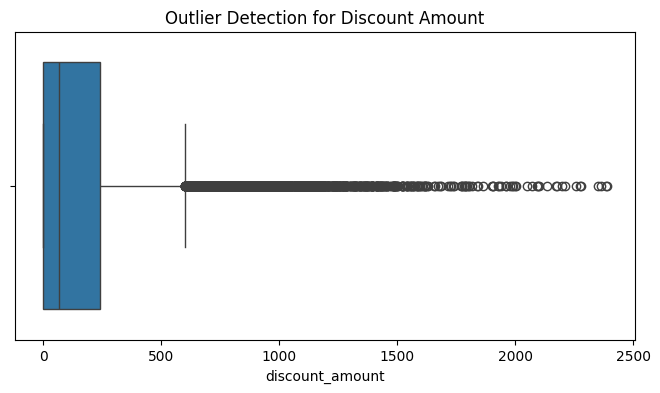 Outlier Detection for Discount Amount
0 500 1000 1500 2000 2500
discount_amount